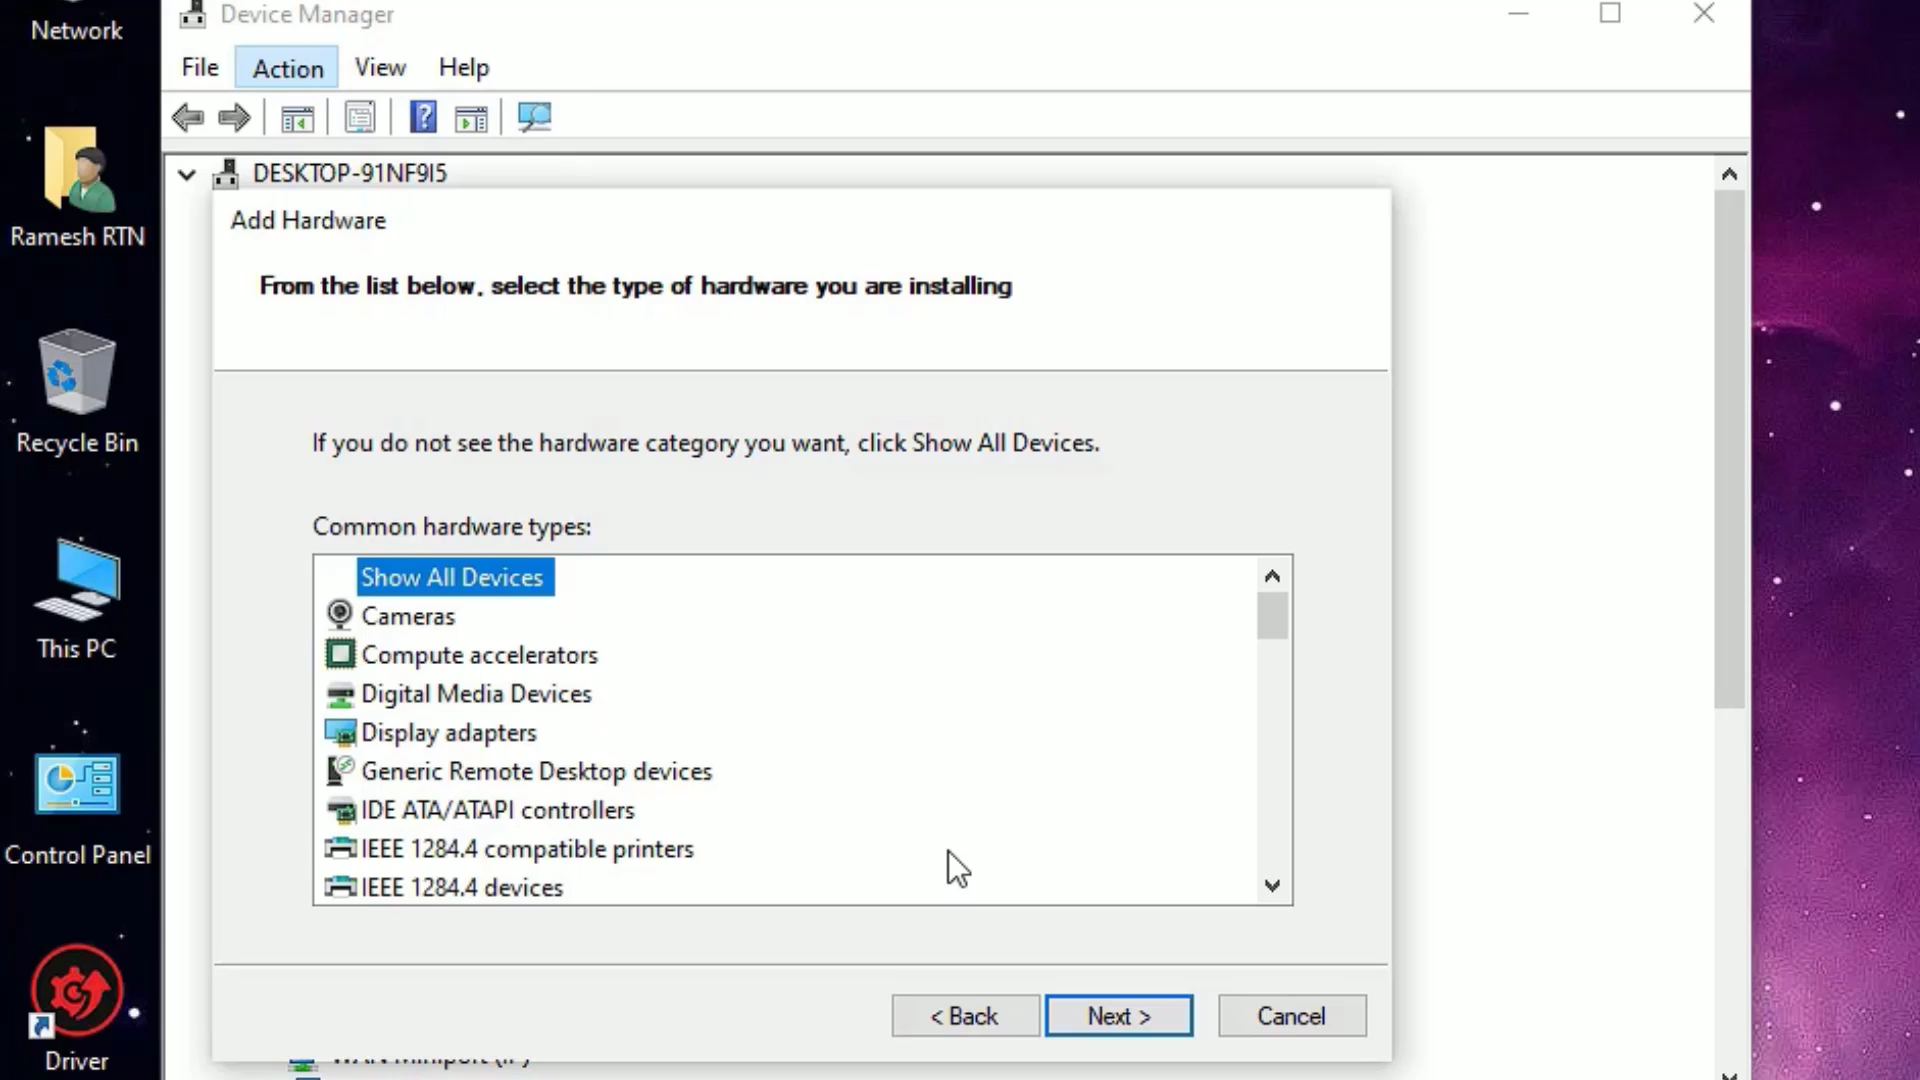 Network
Ramesh RTN
Recycle Bin
This PC
Control Panel
Driver
Device Manager
File Action View Help
DESKTOP-91NF9I5
Add Hardware
From the list below, select the type of hardware you are installing
If you do not see the hardware category you want, click Show All Devices.
Common hardware types:
Show All Devices
Cameras
Compute accelerators
Digital Media Devices
Display adapters
Generic Remote Desktop devices
IDE ATA/ATAPI controllers
IEEE 1284.4 compatible printers
IEEE 1284.4 devices
< Back Next > Cancel
WAN Miniport (IP)